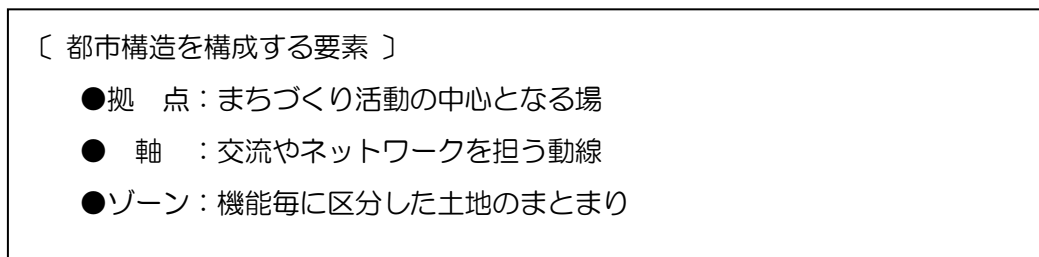 〔 都市構造を構成する要素 〕
●拠　点：まちづくり活動の中心となる場
●　軸　：交流やネットワークを担う動線
●ゾーン：機能毎に区分した土地のまとまり